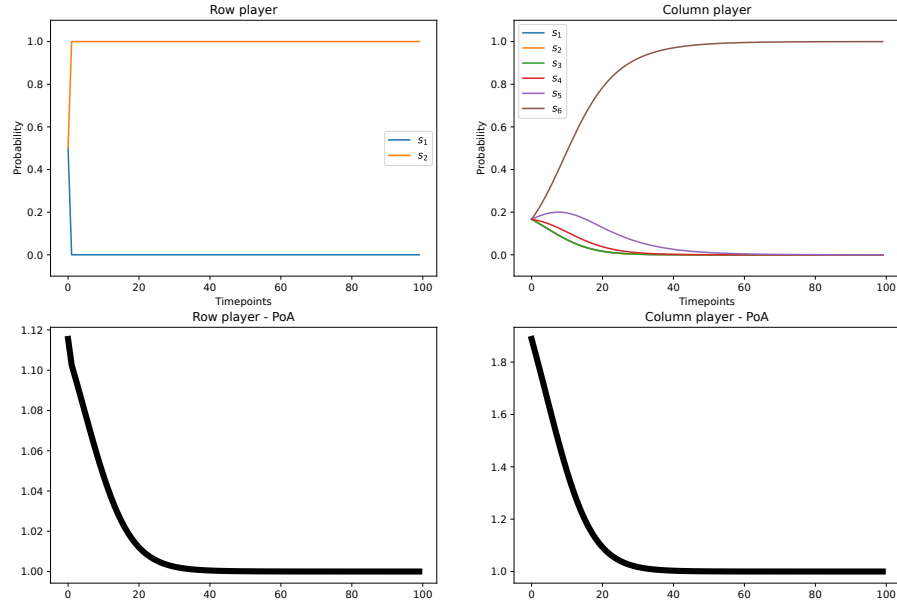 Row player
1.0
0.8
0.6
0.4
0.2
0.0
Probability
s₁
s₂
0 20 40 60 80 100
Timepoints
Column player
1.0
0.8
0.6
0.4
0.2
0.0
Probability
s₁
s₂
s₃
s₄
s₅
s₆
0 20 40 60 80 100
Timepoints
Row player - PoA
1.12
1.10
1.08
1.06
1.04
1.02
1.00
0 20 40 60 80 100
Column player - PoA
1.8
1.6
1.4
1.2
1.0
0 20 40 60 80 100